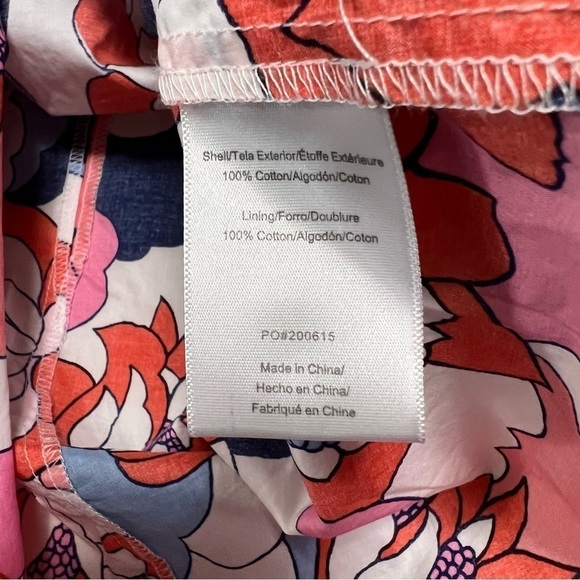 Shell/Tela Exterior/Étoffe Extérieure
100% Cotton/Algodón/Coton
Lining/Forro/Doublure
100% Cotton/Algodón/Coton
PO#200615
Made in China/
Hecho en China/
Fabriqué en Chine